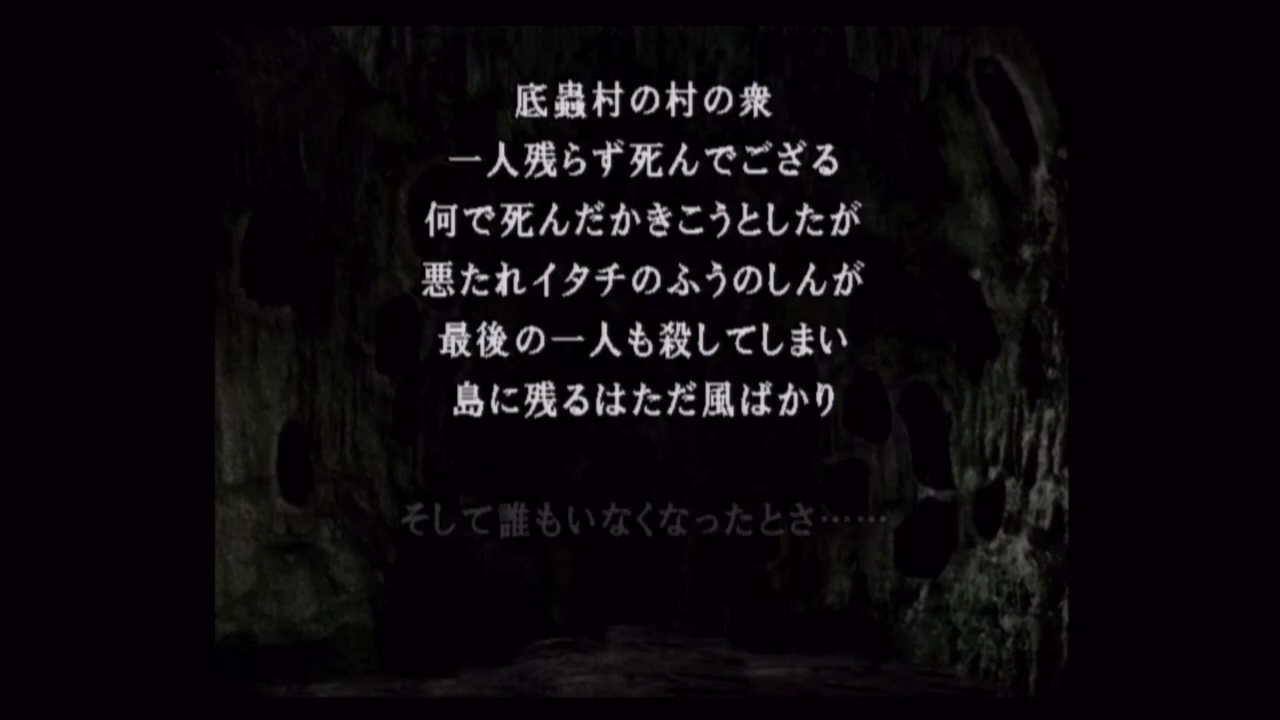 底蟲村の村の衆
一人残らず死んでござる
何で死んだかきこうとしたが
悪たれイタチのふうのしんが
最後の一人も殺してしまい
島に残るはただ風ばかり
そして誰もいなくなったとさ……